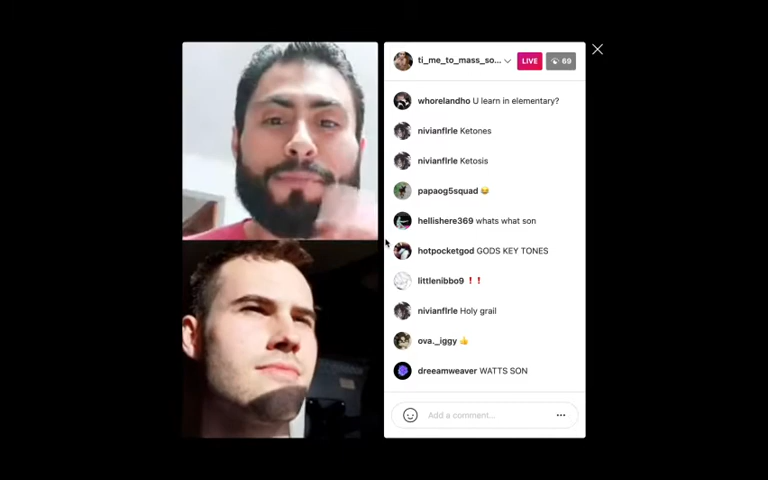 ti_me_to_mass_so...
LIVE
69
whorelandho U learn in elementary?
nivianflrle Ketones
nivianflrle Ketosis
papaog5squad 😂
hellishere369 whats what son
hotpocketgod GODS KEY TONES
littlenibbo9 ❗❗
nivianflrle Holy grail
ova._iggy 👍
dreeamweaver WATTS SON
Add a comment...